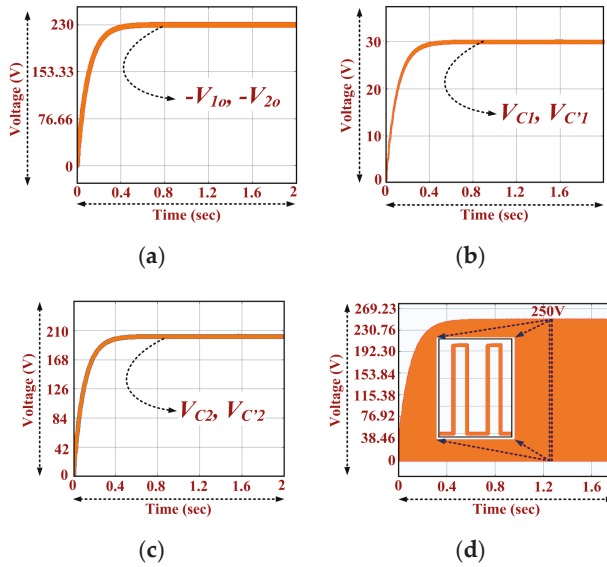 230
153.33
76.66
0
Voltage (V)
-V1o, -V2o
0 0.4 0.8 1.2 1.6 2
Time (sec)
(a)
30
20
10
0
Voltage (V)
VC1, VC'1
0 0.4 0.8 1.2 1.6
Time (sec)
(b)
210
168
126
84
42
0
Voltage (V)
VC2, VC'2
0 0.4 0.8 1.2 1.6 2
Time (sec)
(c)
269.23
230.76
192.30
153.84
115.38
76.92
38.46
0
Voltage (V)
250V
0 0.4 0.8 1.2 1.6
Time (sec)
(d)